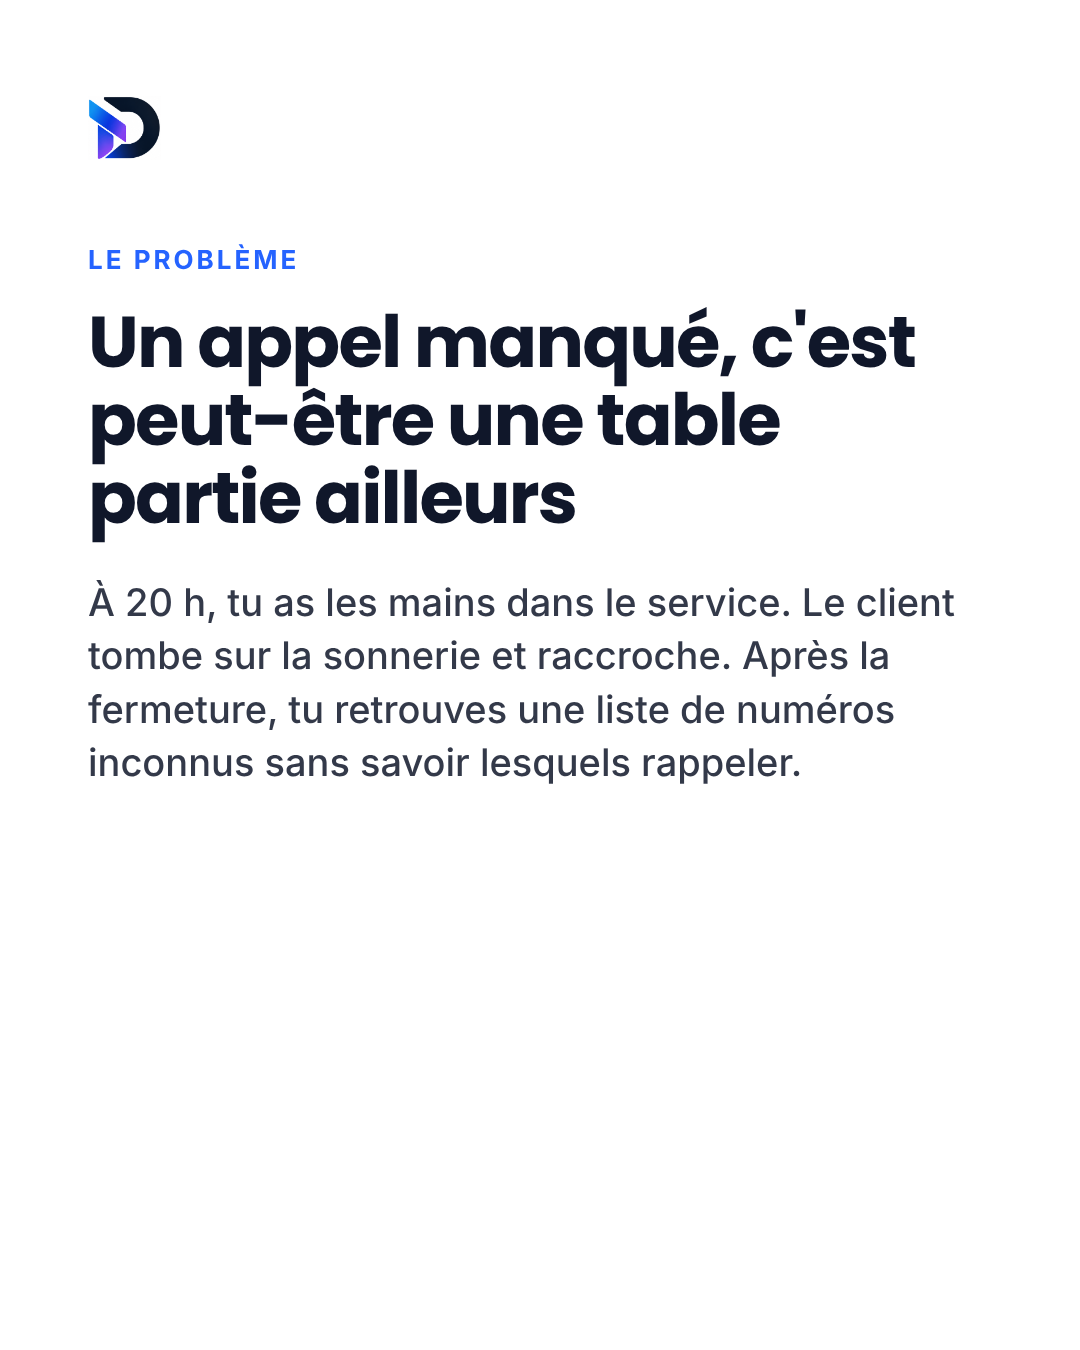 LE PROBLÈME
Un appel manqué, c'est
peut-être une table
partie ailleurs
À 20 h, tu as les mains dans le service. Le client
tombe sur la sonnerie et raccroche. Après la
fermeture, tu retrouves une liste de numéros
inconnus sans savoir lesquels rappeler.